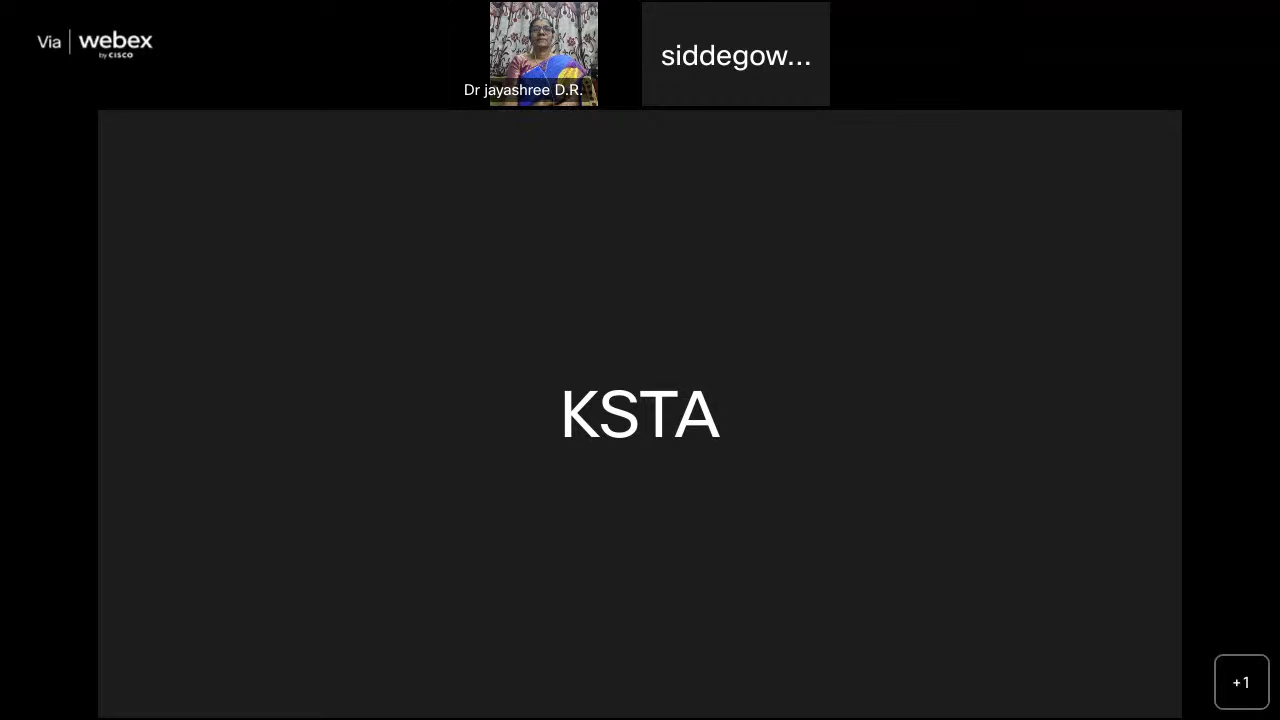 Via webex
by CISCO
Dr jayashree D.R.
siddegow...
KSTA
+1